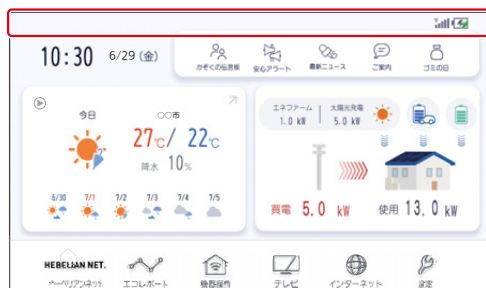 10:30 6/29 (金)
かぞくの伝言板 安心アラート 最新ニュース ご案内 ゴミの日
今日 〇〇市
27℃/ 22℃
降水 10%
6/30 7/1 7/2 7/3 7/4 7/5
エネファーム 太陽光発電
1.0 kW 5.0 kW
買電 5.0 kW 使用 13.0 kW
HEBELIAN NET.
ヘーベリアンネット エコレポート 機器操作 テレビ インターネット 設定